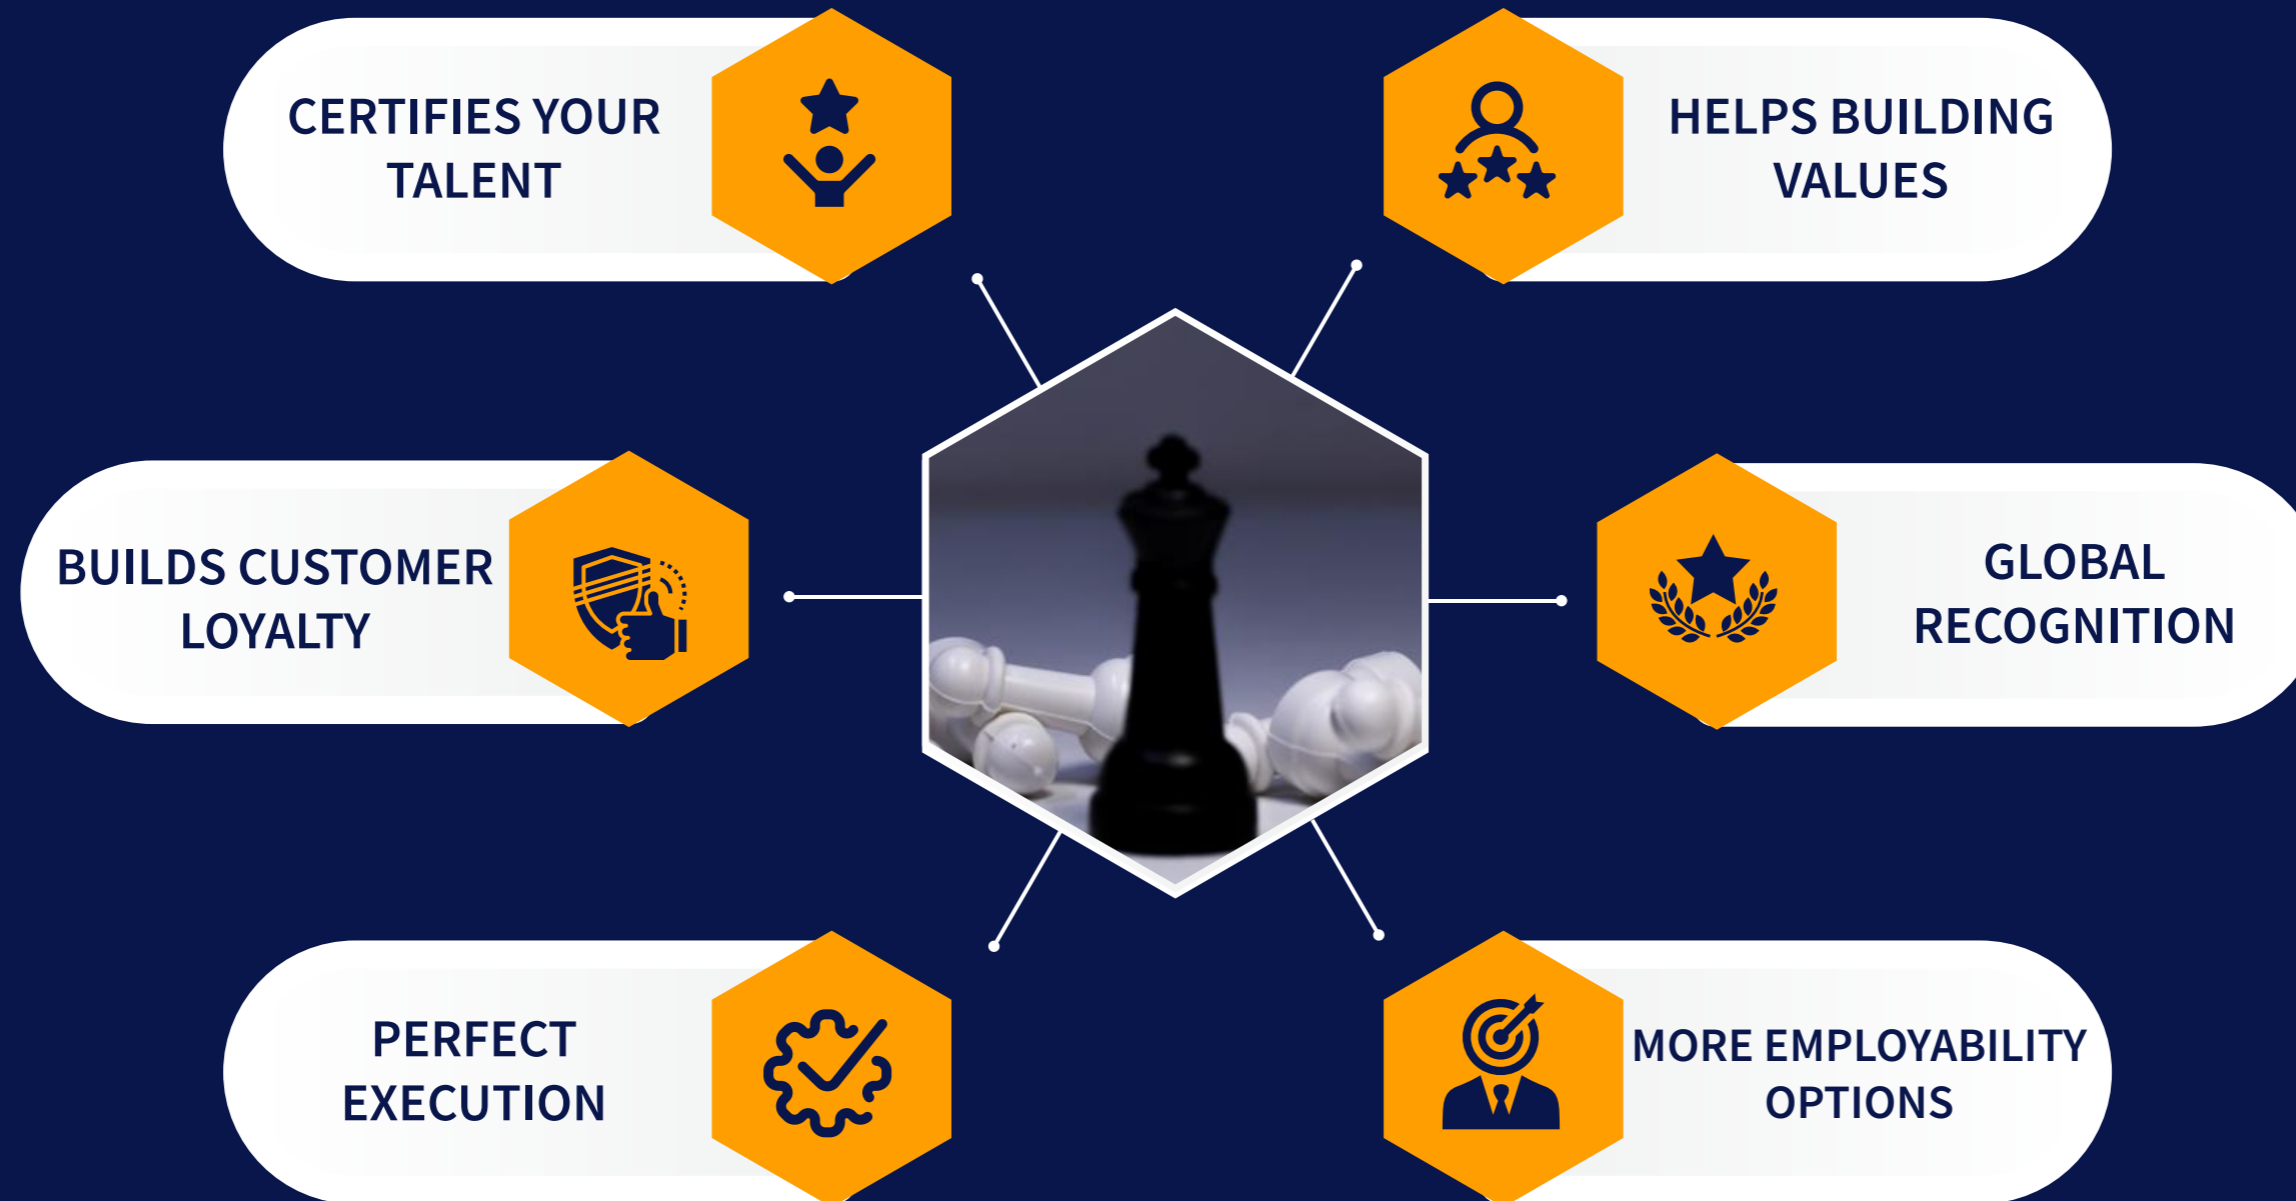 CERTIFIES YOUR
TALENT
HELPS BUILDING
VALUES
BUILDS CUSTOMER
LOYALTY
GLOBAL
RECOGNITION
PERFECT
EXECUTION
MORE EMPLOYABILITY
OPTIONS